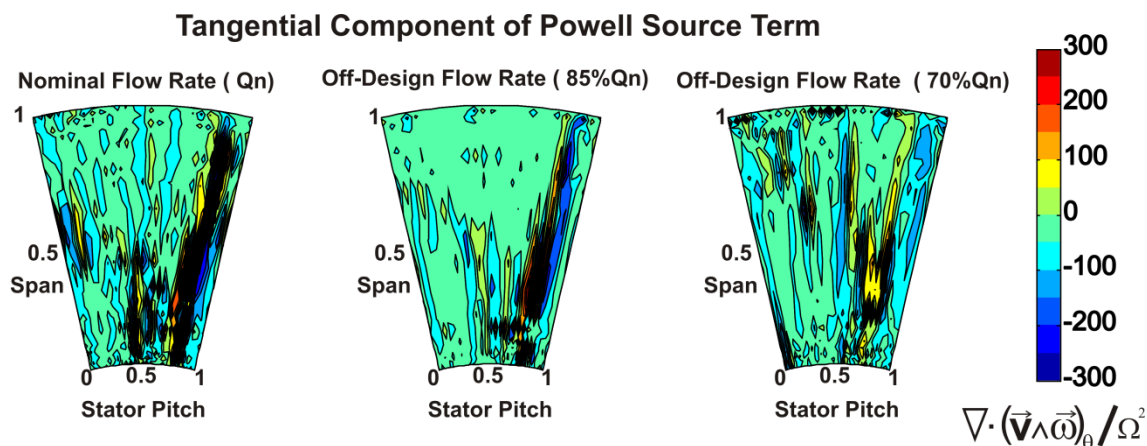 Tangential Component of Powell Source Term
Nominal Flow Rate ( Qn)
Off-Design Flow Rate ( 85%Qn)
Off-Design Flow Rate ( 70%Qn)
1
0.5
Span
0
0.5
1
Stator Pitch
1
0.5
Span
0
0.5
1
Stator Pitch
1
0.5
Span
0
0.5
1
Stator Pitch
300
200
100
0
-100
-200
-300
∇·(v⃗∧ω⃗)θ/Ω²